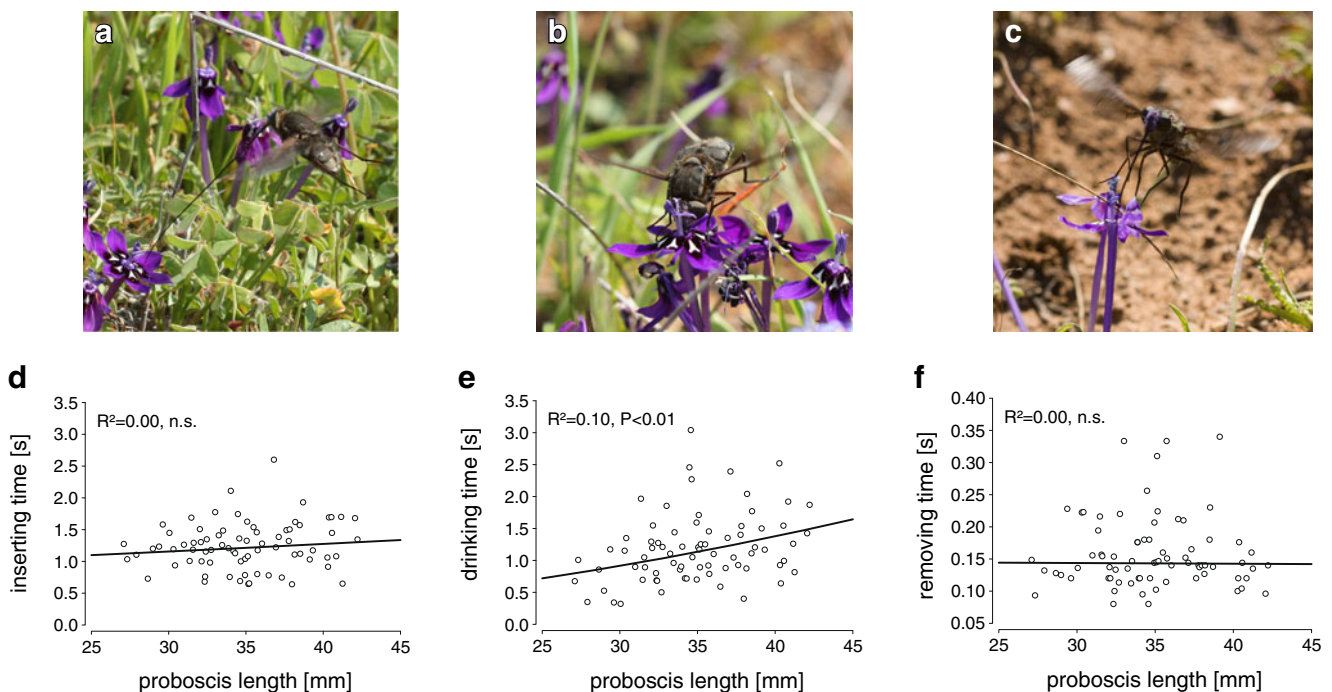 a
b
c
d
R²=0.00, n.s.
inserting time [s]
3.5
3.0
2.5
2.0
1.5
1.0
0.5
0.0
25 30 35 40 45
proboscis length [mm]
e
R²=0.10, P<0.01
drinking time [s]
3.5
3.0
2.5
2.0
1.5
1.0
0.5
0.0
25 30 35 40 45
proboscis length [mm]
f
R²=0.00, n.s.
removing time [s]
0.40
0.35
0.30
0.25
0.20
0.15
0.10
0.05
25 30 35 40 45
proboscis length [mm]